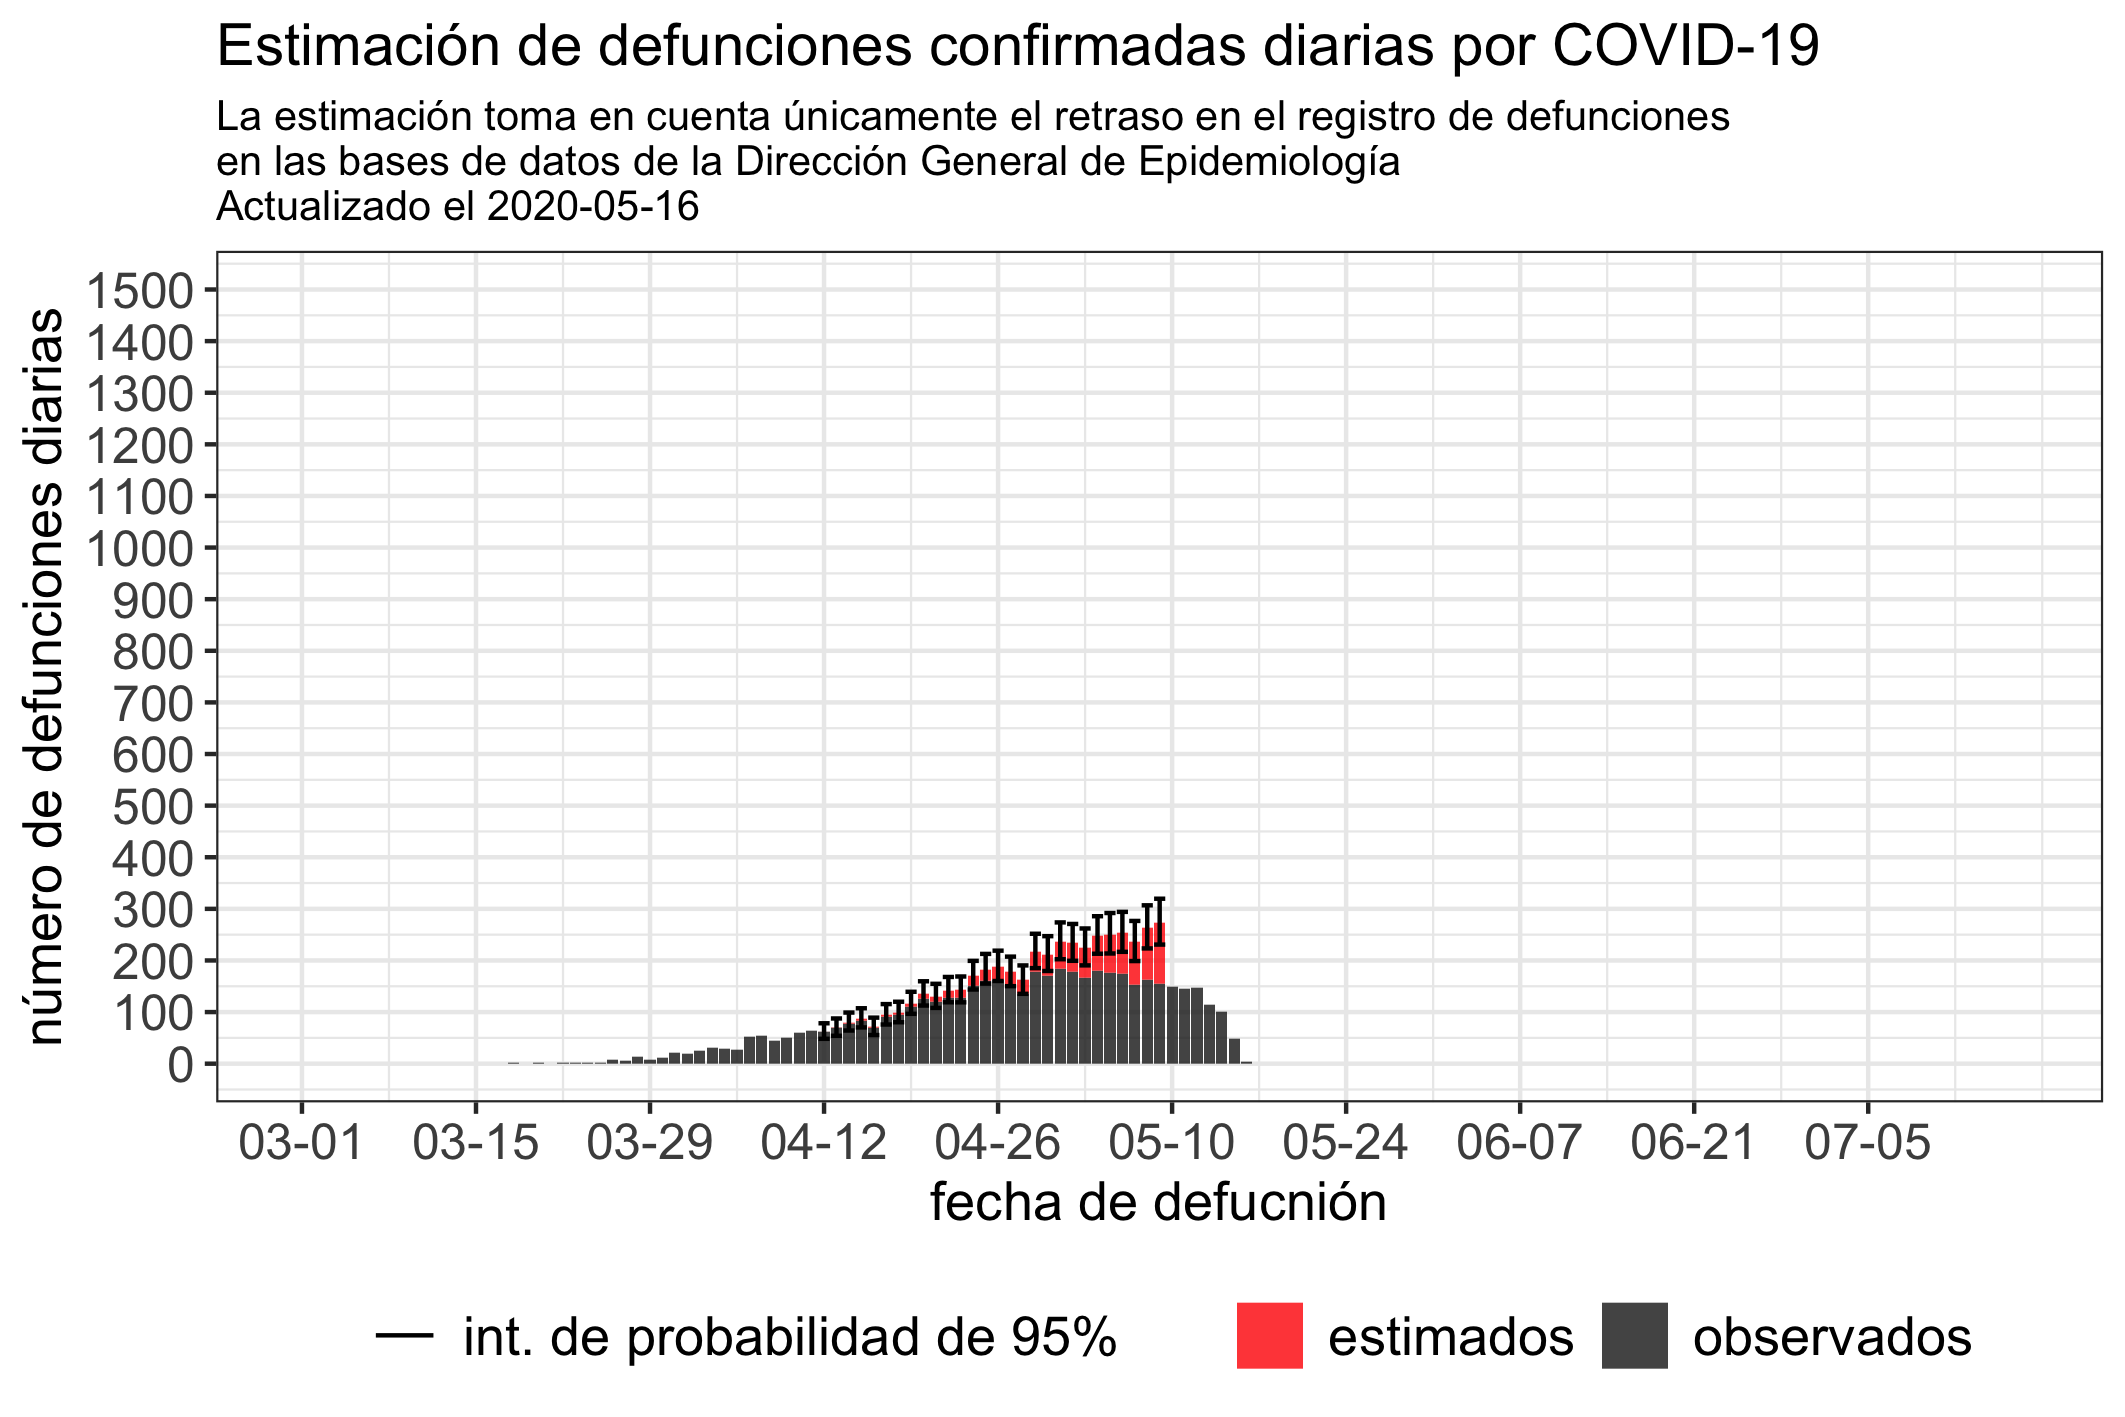 Estimación de defunciones confirmadas diarias por COVID-19
La estimación toma en cuenta únicamente el retraso en el registro de defunciones
en las bases de datos de la Dirección General de Epidemiología
Actualizado el 2020-05-16
número de defunciones diarias
1500
1400
1300
1200
1100
1000
900
800
700
600
500
400
300
200
100
0
03-01 03-15 03-29 04-12 04-26 05-10 05-24 06-07 06-21 07-05
fecha de defucnión
int. de probabilidad de 95% estimados observados